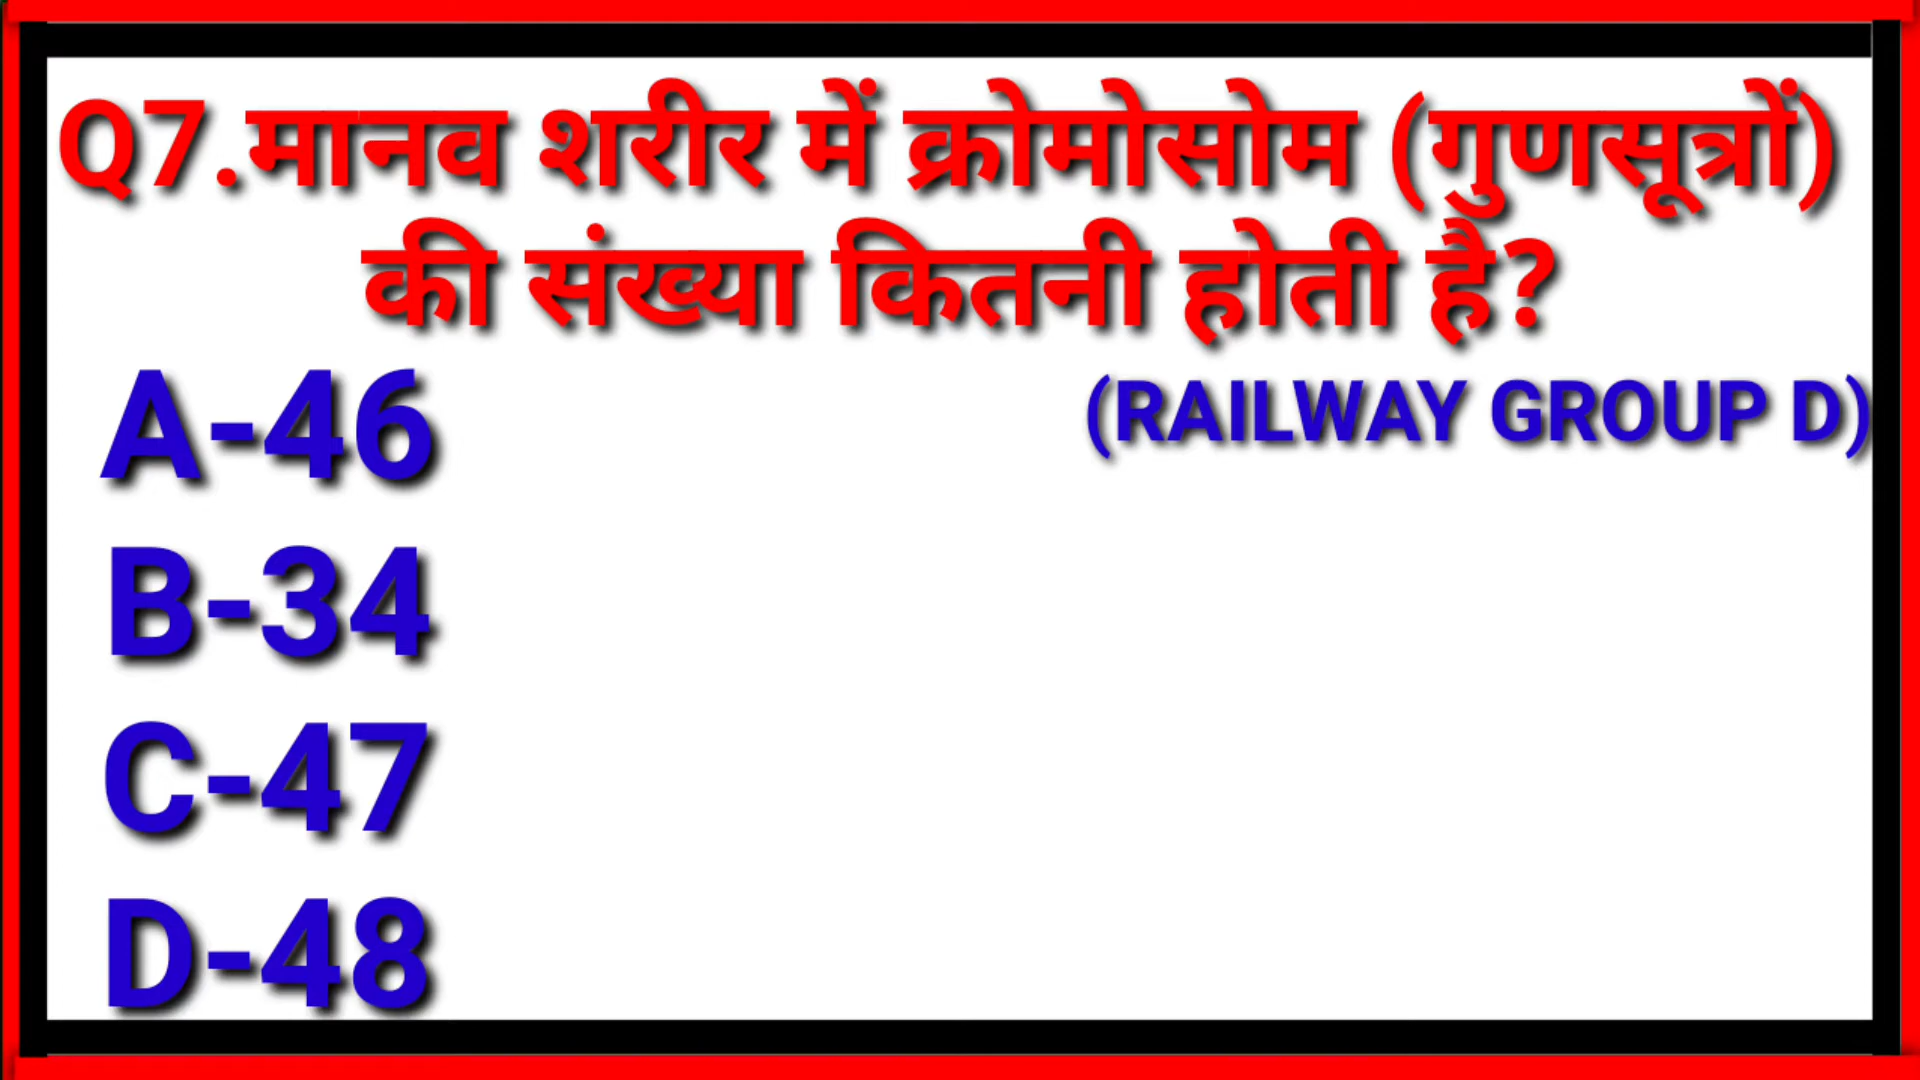 Q7.मानव शरीर में क्रोमोसोम (गुणसूत्रों)
की संख्या कितनी होती है?
A-46
(RAILWAY GROUP D)
B-34
C-47
D-48